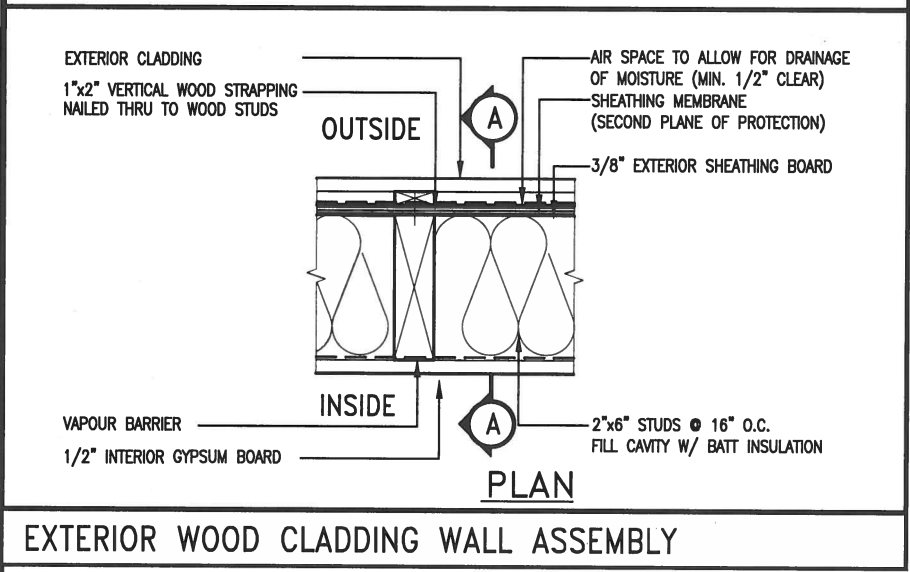 EXTERIOR CLADDING
1"x2" VERTICAL WOOD STRAPPING
NAILED THRU TO WOOD STUDS
OUTSIDE
A
AIR SPACE TO ALLOW FOR DRAINAGE
OF MOISTURE (MIN. 1/2" CLEAR)
SHEATHING MEMBRANE
(SECOND PLANE OF PROTECTION)
3/8" EXTERIOR SHEATHING BOARD
INSIDE
A
VAPOUR BARRIER
1/2" INTERIOR GYPSUM BOARD
2"x6" STUDS @ 16" O.C.
FILL CAVITY W/ BATT INSULATION
PLAN
EXTERIOR WOOD CLADDING WALL ASSEMBLY